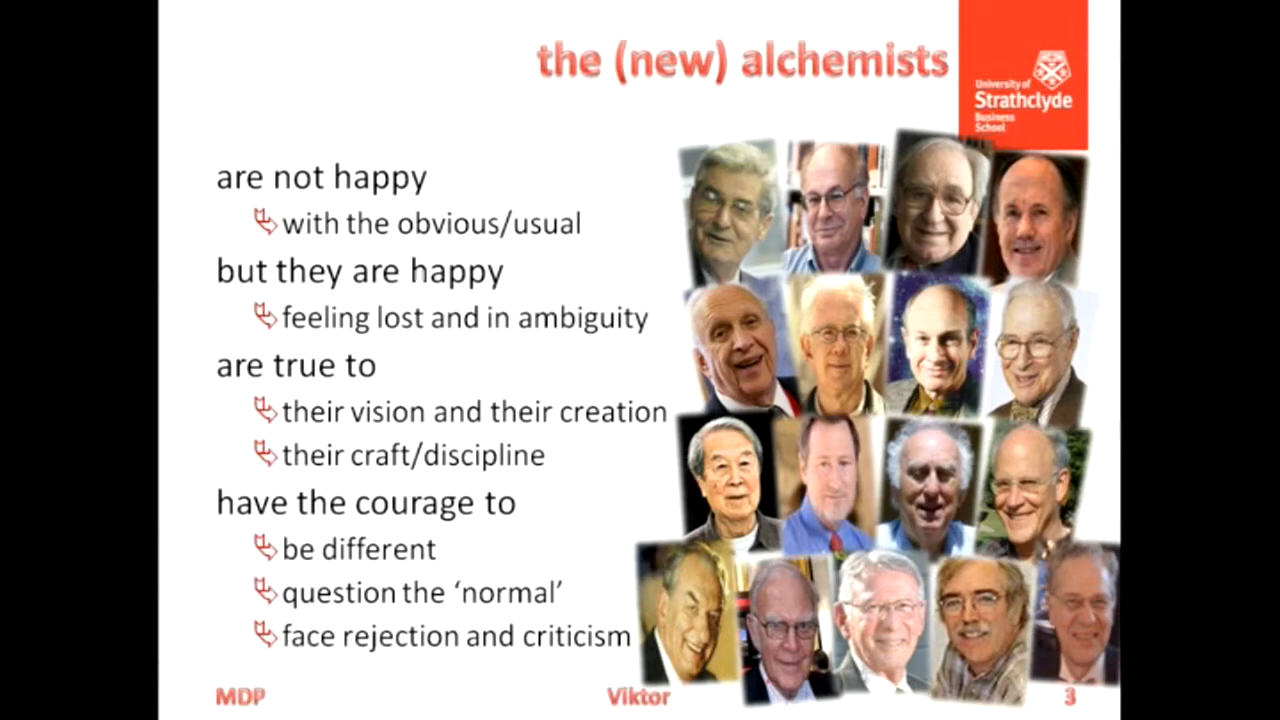 the (new) alchemists
University of
Strathclyde
Business
School
are not happy
with the obvious/usual
but they are happy
feeling lost and in ambiguity
are true to
their vision and their creation
their craft/discipline
have the courage to
be different
question the ‘normal’
face rejection and criticism
MDP
Viktor
3